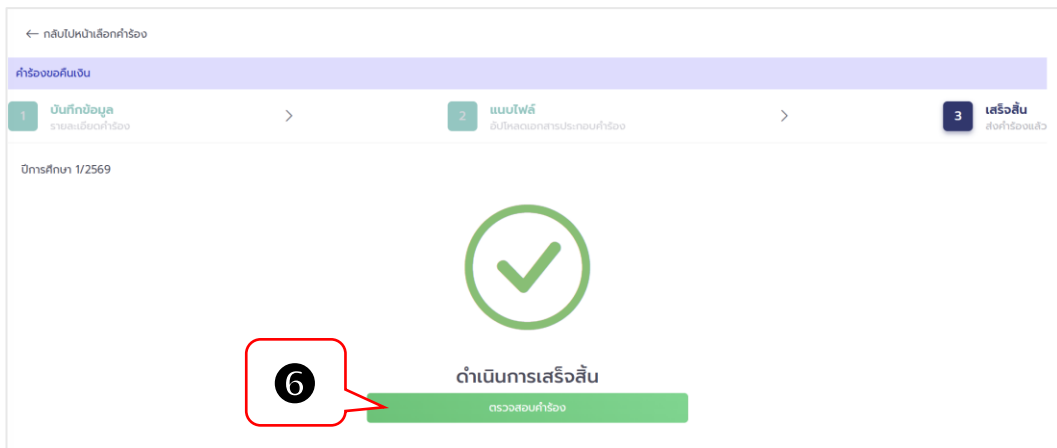 ← กลับไปหน้าเลือกคำร้อง
คำร้องขอคืนเงิน
1 บันทึกข้อมูล
รายละเอียดคำร้อง
2 แนบไฟล์
อัปโหลดเอกสารประกอบคำร้อง
3 เสร็จสิ้น
ส่งคำร้องแล้ว
ปีการศึกษา 1/2569
ดำเนินการเสร็จสิ้น
6
ตรวจสอบคำร้อง